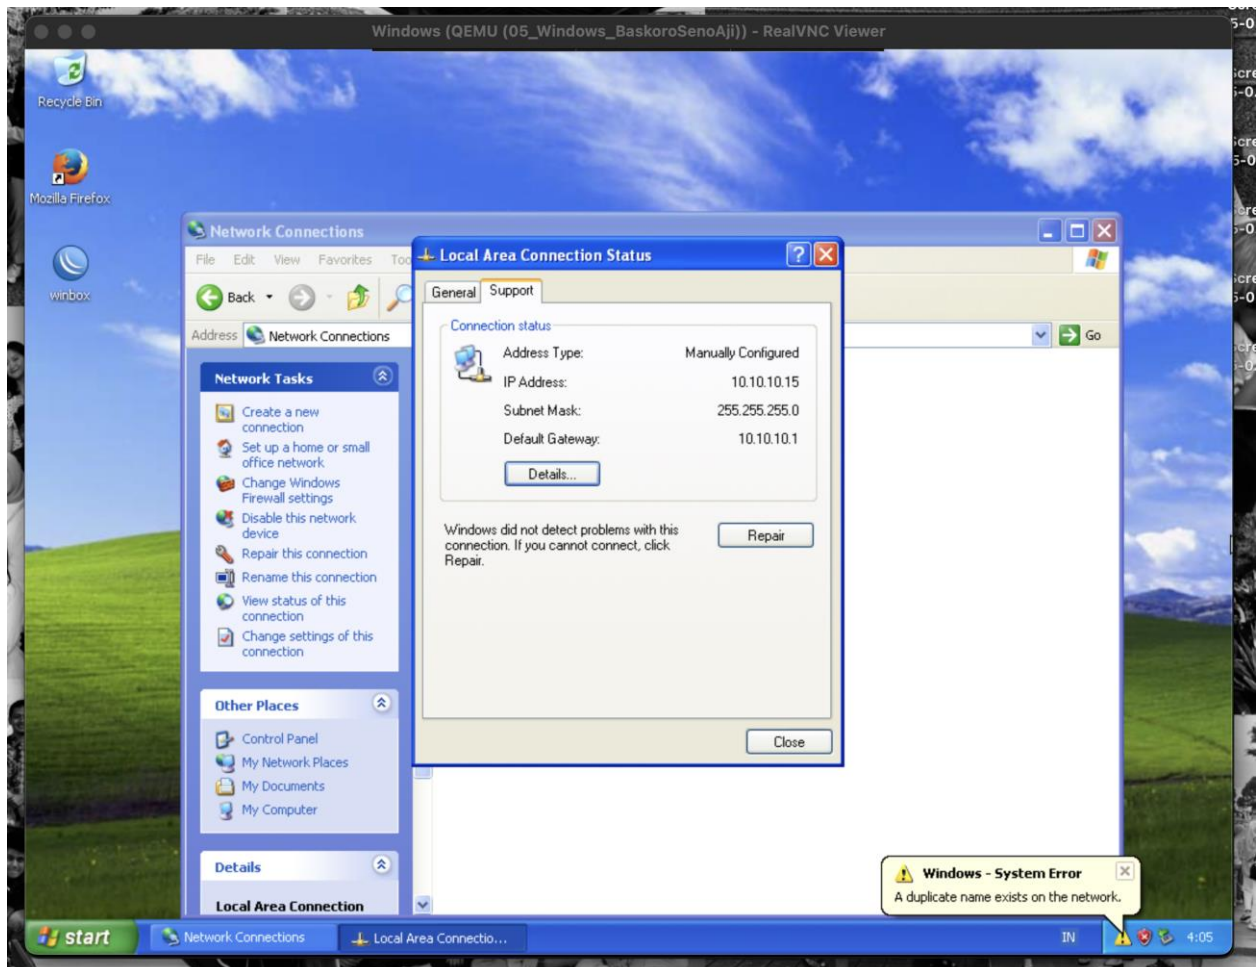 Windows (QEMU (05_Windows_BaskoroSenoAji)) - RealVNC Viewer
Recycle Bin
Mozilla Firefox
winbox
Network Connections
File Edit View Favorites
Back
Address Network Connections
Go
Network Tasks
Create a new
connection
Set up a home or small
office network
Change Windows
Firewall settings
Disable this network
device
Repair this connection
Rename this connection
View status of this
connection
Change settings of this
connection
Other Places
Control Panel
My Network Places
My Documents
My Computer
Details
Local Area Connection
Local Area Connection Status
General Support
Connection status
Address Type: Manually Configured
IP Address: 10.10.10.15
Subnet Mask: 255.255.255.0
Default Gateway: 10.10.10.1
Details...
Windows did not detect problems with this
connection. If you cannot connect, click
Repair.
Repair
Close
Windows - System Error
A duplicate name exists on the network.
start Network Connections Local Area Connectio... IN 4:05